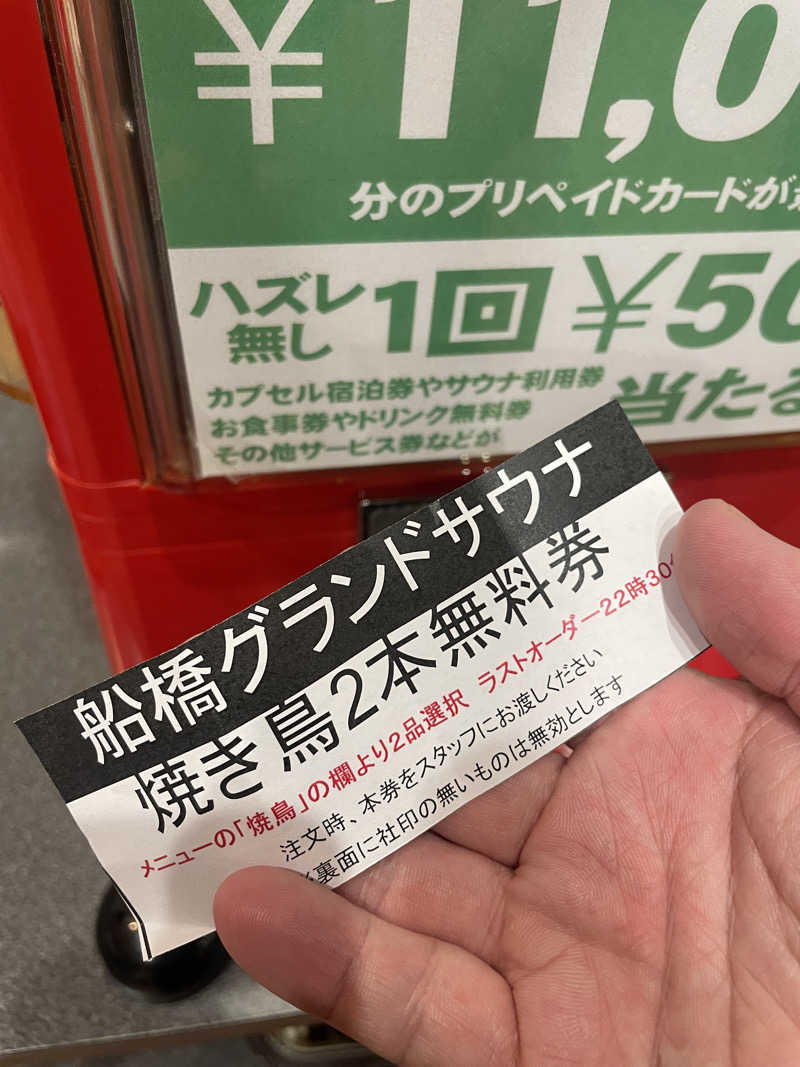 ¥11,0
分のプリペイドカードが
ハズレ
無し
1回
¥50
カプセル宿泊券やサウナ利用券
お食事券やドリンク無料券
その他サービス券などが
当たる
船橋グランドサウナ
焼き鳥2本無料券
メニューの「焼鳥」の欄より2品選択 ラストオーダー22時30
注文時、本券をスタッフにお渡しください
裏面に社印の無いものは無効とします